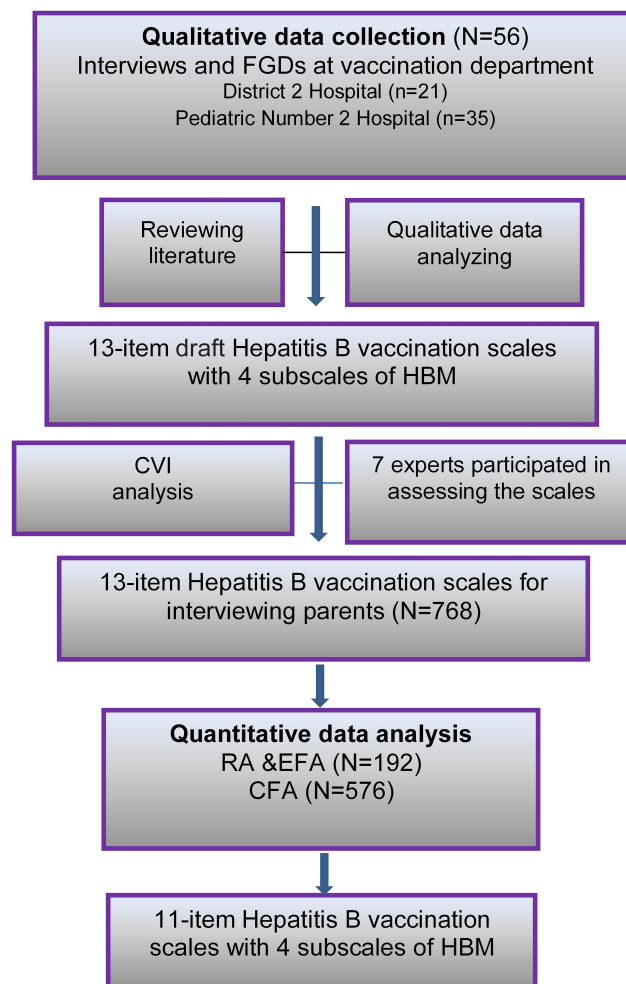 Qualitative data collection (N=56)
Interviews and FGDs at vaccination department
District 2 Hospital (n=21)
Pediatric Number 2 Hospital (n=35)
Reviewing
literature
Qualitative data
analyzing
13-item draft Hepatitis B vaccination scales
with 4 subscales of HBM
CVI
analysis
7 experts participated in
assessing the scales
13-item Hepatitis B vaccination scales for
interviewing parents (N=768)
Quantitative data analysis
RA &EFA (N=192)
CFA (N=576)
11-item Hepatitis B vaccination
scales with 4 subscales of HBM